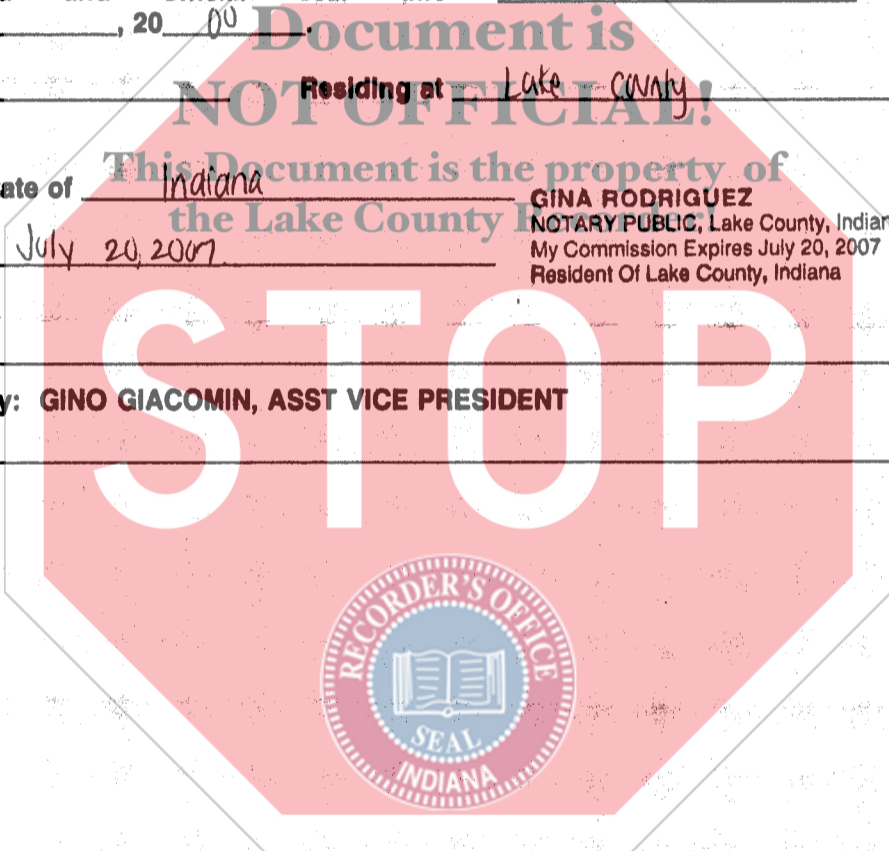 , 20 00 .
Document is
NOT OFFICIAL!
Residing at Lake County
This Document is the property of
ate of Indiana
the Lake County Recorder!
GINA RODRIGUEZ
NOTARY PUBLIC, Lake County, Indian
July 20, 2007
My Commission Expires July 20, 2007
Resident Of Lake County, Indiana
STOP
y: GINO GIACOMIN, ASST VICE PRESIDENT
RECORDER'S OFFICE
SEAL
INDIANA